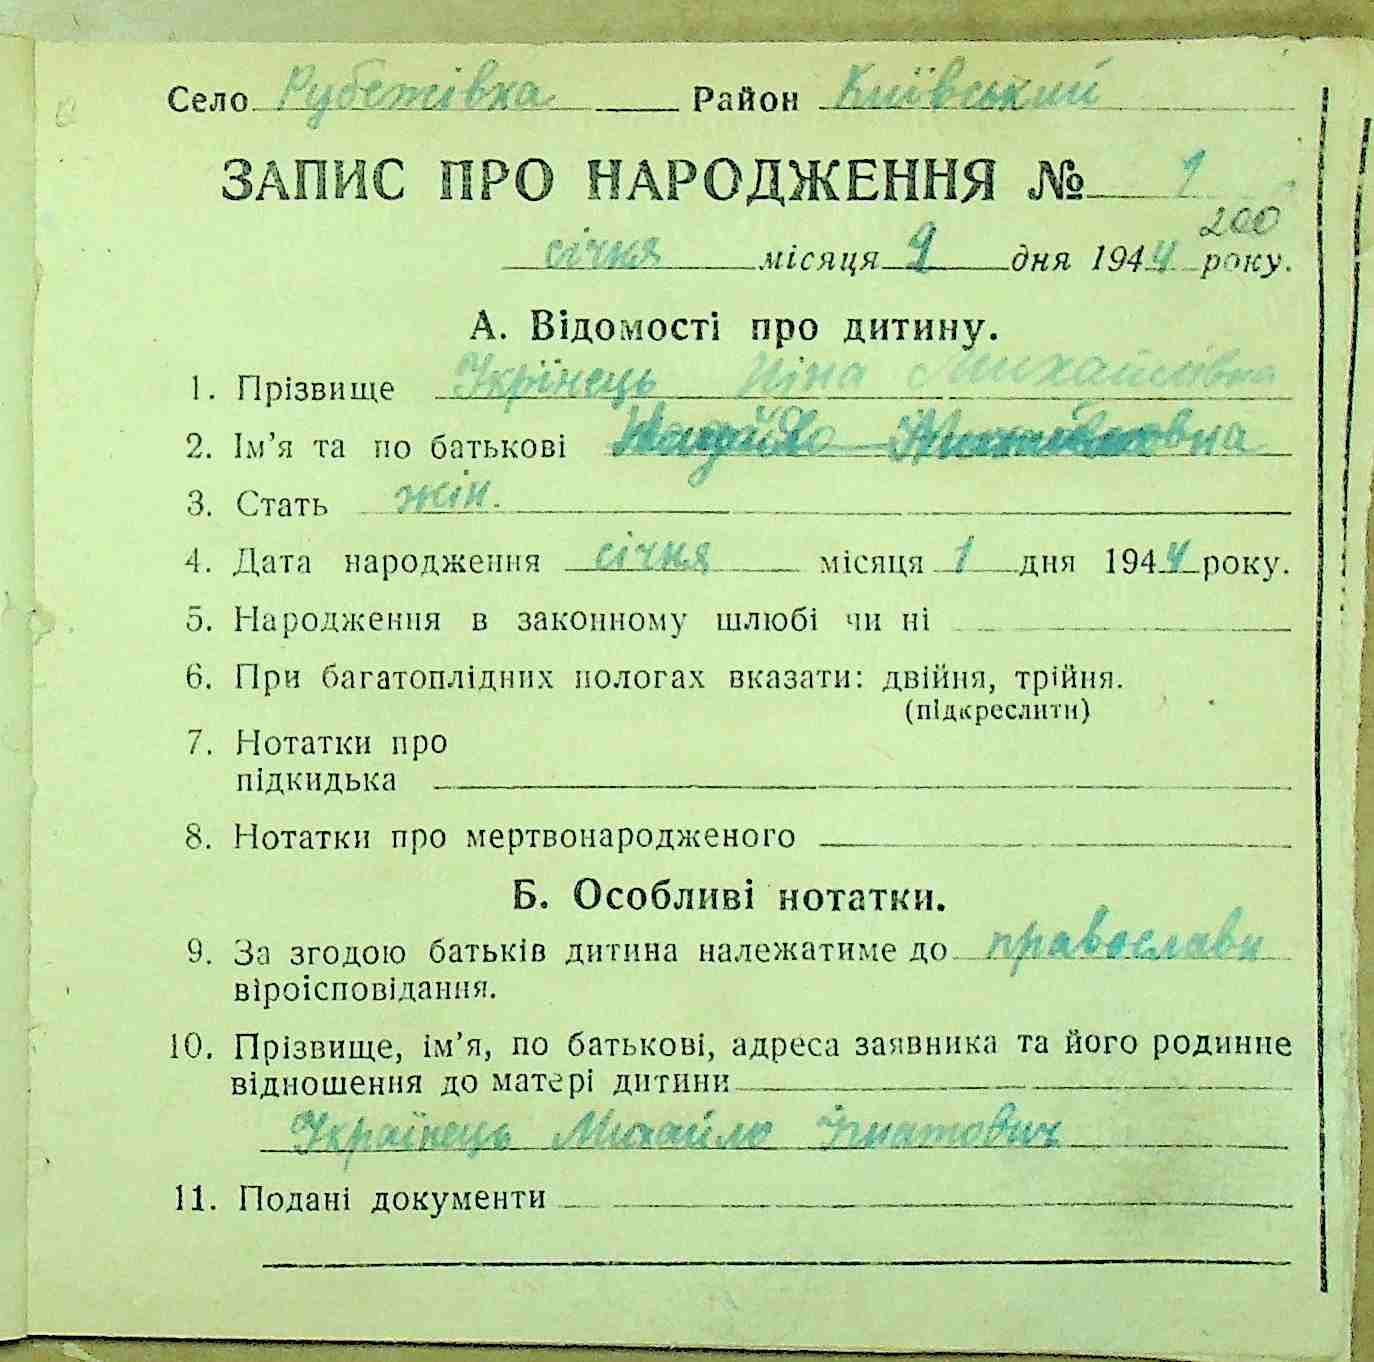 Село Рубежівка Район Київський
ЗАПИС ПРО НАРОДЖЕННЯ № 1
200
січня місяця 9 дня 1944 року.
А. Відомості про дитину.
1. Прізвище Укрїнець Ніна Михайлівна
2. Ім’я та по батькові
3. Стать жін.
4. Дата народження січня місяця 1 дня 1944 року.
5. Народження в законному шлюбі чи ні
6. При багатоплідних пологах вказати: двійня, трійня.
(підкреслити)
7. Нотатки про
підкидька
8. Нотатки про мертвонародженого
Б. Особливі нотатки.
9. За згодою батьків дитина належатиме до православн
віроісповідання.
10. Прізвище, ім’я, по батькові, адреса заявника та його родинне
відношення до матері дитини
Українець Михайло Ігнатович
11. Подані документи